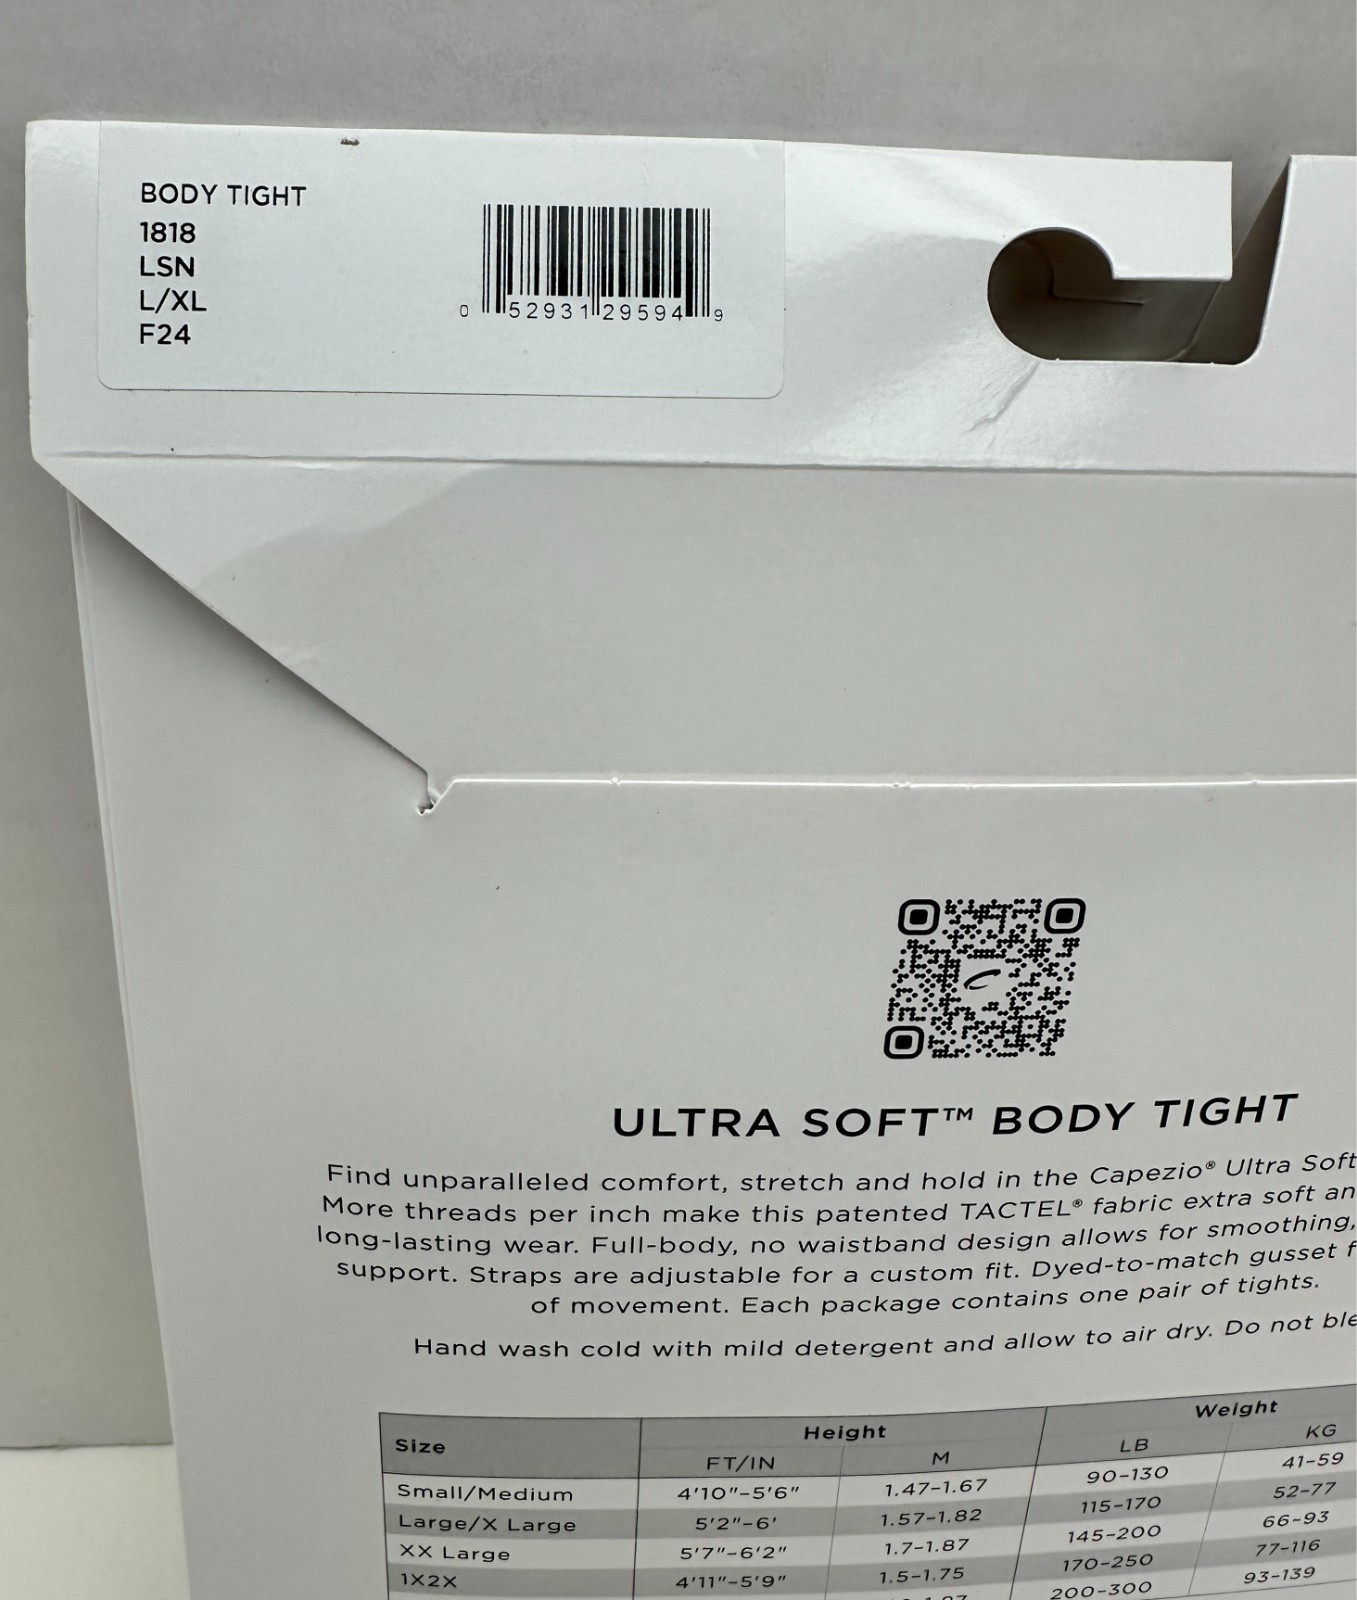 BODY TIGHT
1818
LSN
L/XL
F24
0 52931 29594 9
ULTRA SOFT™ BODY TIGHT
Find unparalleled comfort, stretch and hold in the Capezio® Ultra Soft
More threads per inch make this patented TACTEL® fabric extra soft
long-lasting wear. Full-body, no waistband design allows for smoothing,
support. Straps are adjustable for a custom fit. Dyed-to-match gusset
of movement. Each package contains one pair of tights.
Hand wash cold with mild detergent and allow to air dry. Do not
Size Height Weight
FT/IN M LB KG
Small/Medium 4'10"-5'6" 1.47-1.67 90-130 41-59
Large/X Large 5'2"-6' 1.57-1.82 115-170 52-77
XX Large 5'7"-6'2" 1.7-1.87 145-200 66-93
1X2X 4'11"-5'9" 1.5-1.75 170-250 77-116
200-300 93-139